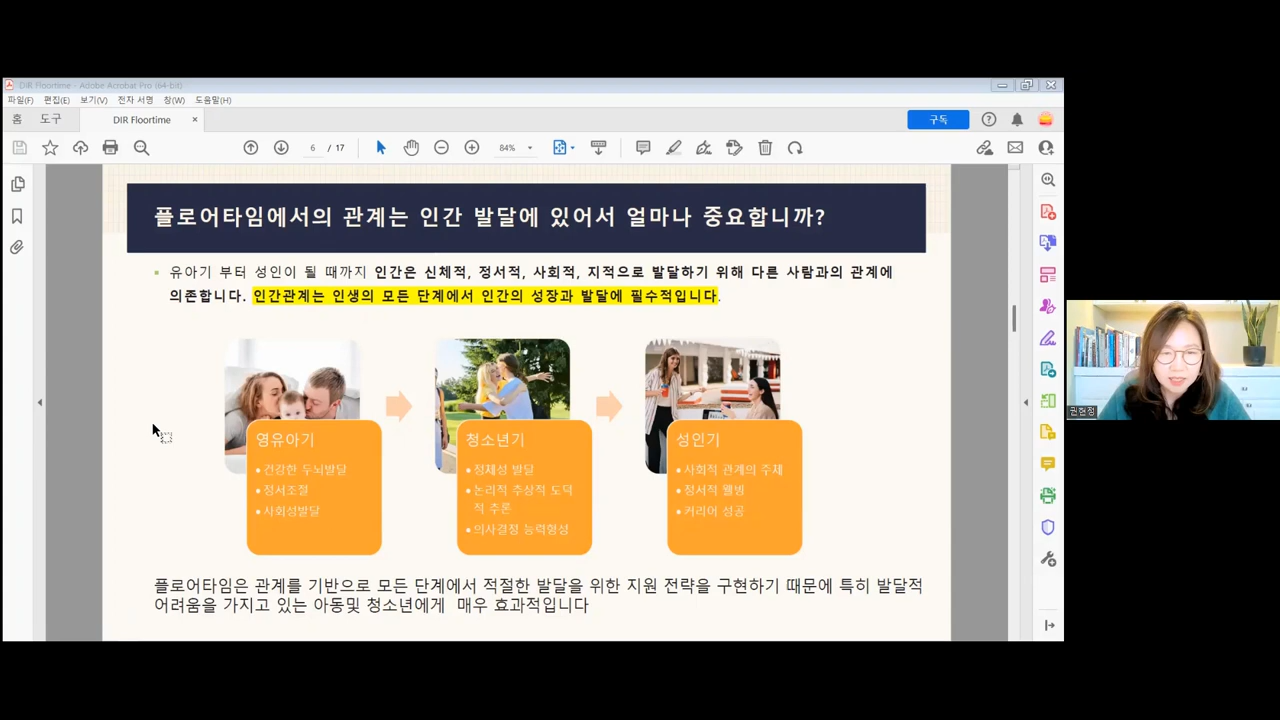 DIR Floortime - Adobe Acrobat Pro (64-bit)
파일(F) 편집(E) 보기(V) 전자 서명 창(W) 도움말(H)
홈 도구 DIR Floortime × 구독
6 / 17 84%
플로어타임에서의 관계는 인간 발달에 있어서 얼마나 중요합니까?
유아기 부터 성인이 될 때까지 인간은 신체적, 정서적, 사회적, 지적으로 발달하기 위해 다른 사람과의 관계에
의존합니다. 인간관계는 인생의 모든 단계에서 인간의 성장과 발달에 필수적입니다.
영유아기
• 건강한 두뇌발달
• 정서조절
• 사회성발달
청소년기
• 정체성 발달
• 논리적 추상적 도덕
적 추론
• 의사결정 능력형성
성인기
• 사회적 관계의 주체
• 정서적 웰빙
• 커리어 성공
플로어타임은 관계를 기반으로 모든 단계에서 적절한 발달을 위한 지원 전략을 구현하기 때문에 특히 발달적
어려움을 가지고 있는 아동및 청소년에게 매우 효과적입니다
권현정